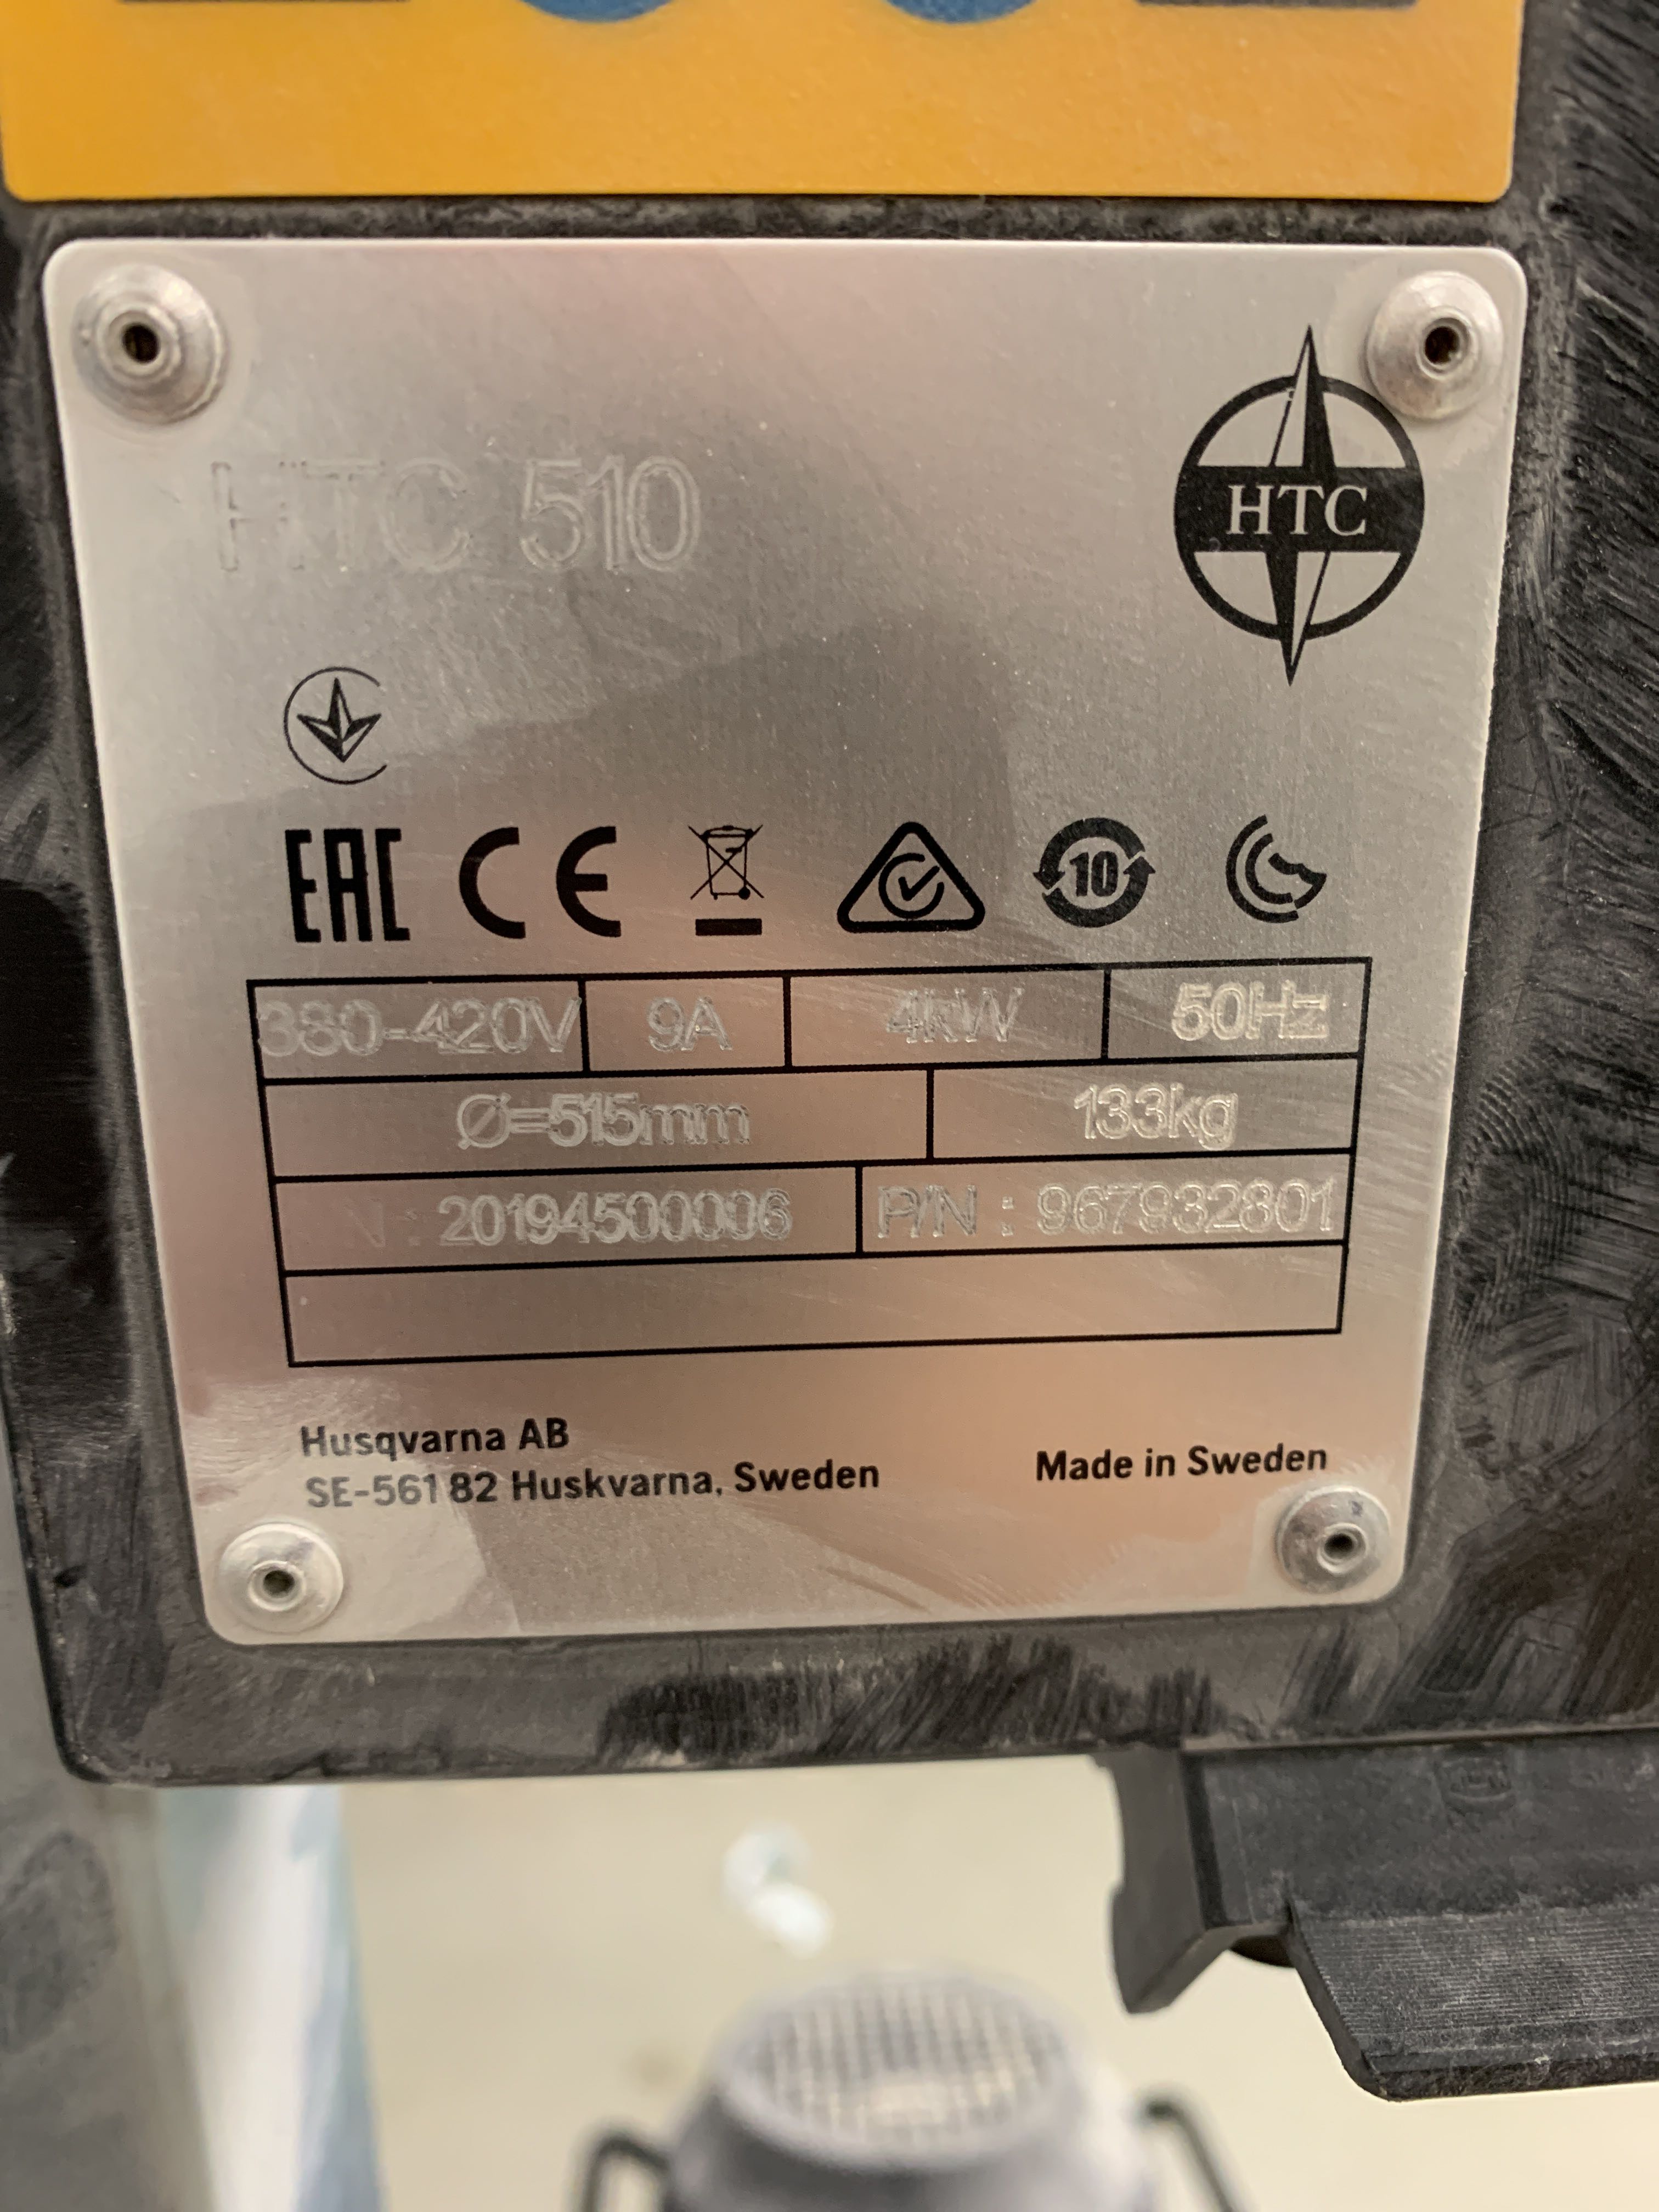 HTC 510
HTC
EAC CE 10
380-420V 9A 4kW 50Hz
Ø=515mm 133kg
N: 20194500006 P/N : 967932801
Husqvarna AB
SE-561 82 Huskvarna, Sweden
Made in Sweden